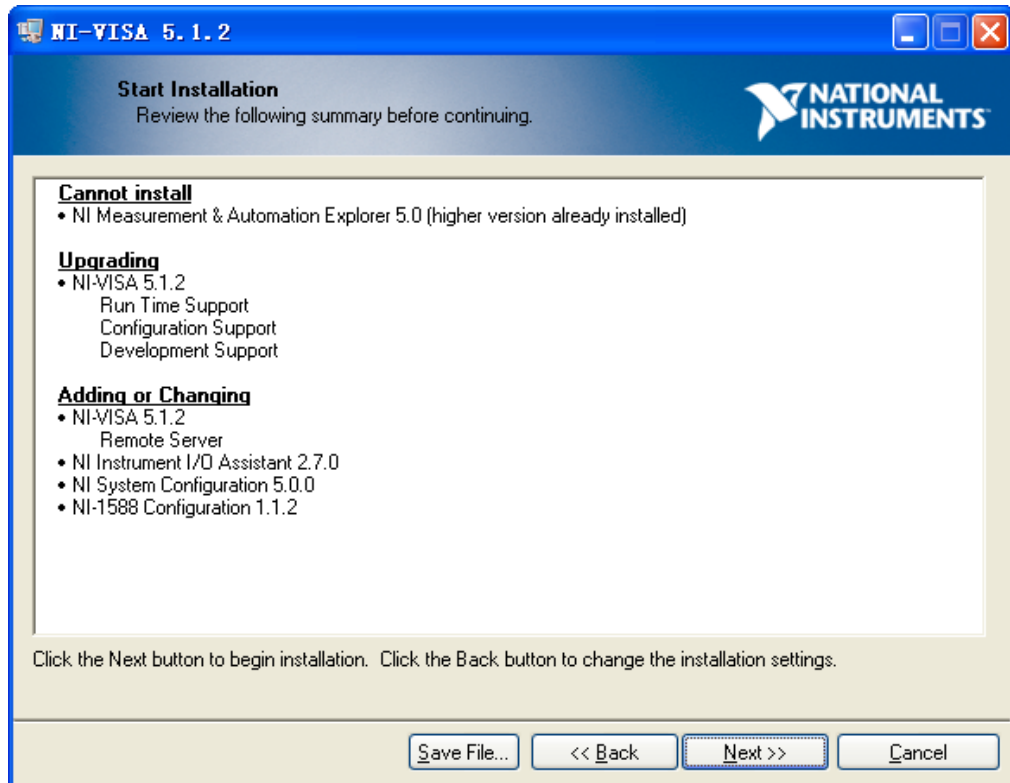 NI-VISA 5.1.2
Start Installation
Review the following summary before continuing.
NATIONAL
INSTRUMENTS
Cannot install
• NI Measurement & Automation Explorer 5.0 (higher version already installed)
Upgrading
• NI-VISA 5.1.2
Run Time Support
Configuration Support
Development Support
Adding or Changing
• NI-VISA 5.1.2
Remote Server
• NI Instrument I/O Assistant 2.7.0
• NI System Configuration 5.0.0
• NI-1588 Configuration 1.1.2
Click the Next button to begin installation.  Click the Back button to change the installation settings.
Save File... << Back Next >> Cancel